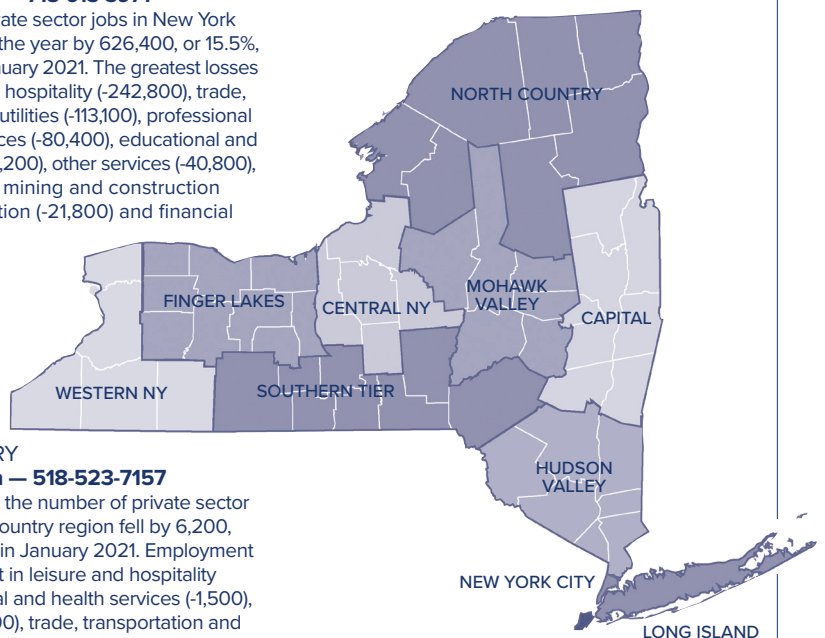 vate sector jobs in New York
the year by 626,400, or 15.5%,
uary 2021. The greatest losses
hospitality (-242,800), trade,
utilities (-113,100), professional
ces (-80,400), educational and
,200), other services (-40,800),
mining and construction
tion (-21,800) and financial
NORTH COUNTRY
FINGER LAKES
CENTRAL NY
MOHAWK
VALLEY
CAPITAL
WESTERN NY
SOUTHERN TIER
HUDSON
VALLEY
NEW YORK CITY
LONG ISLAND
RY
— 518-523-7157
the number of private sector
ountry region fell by 6,200,
in January 2021. Employment
t in leisure and hospitality
al and health services (-1,500),
00), trade, transportation and